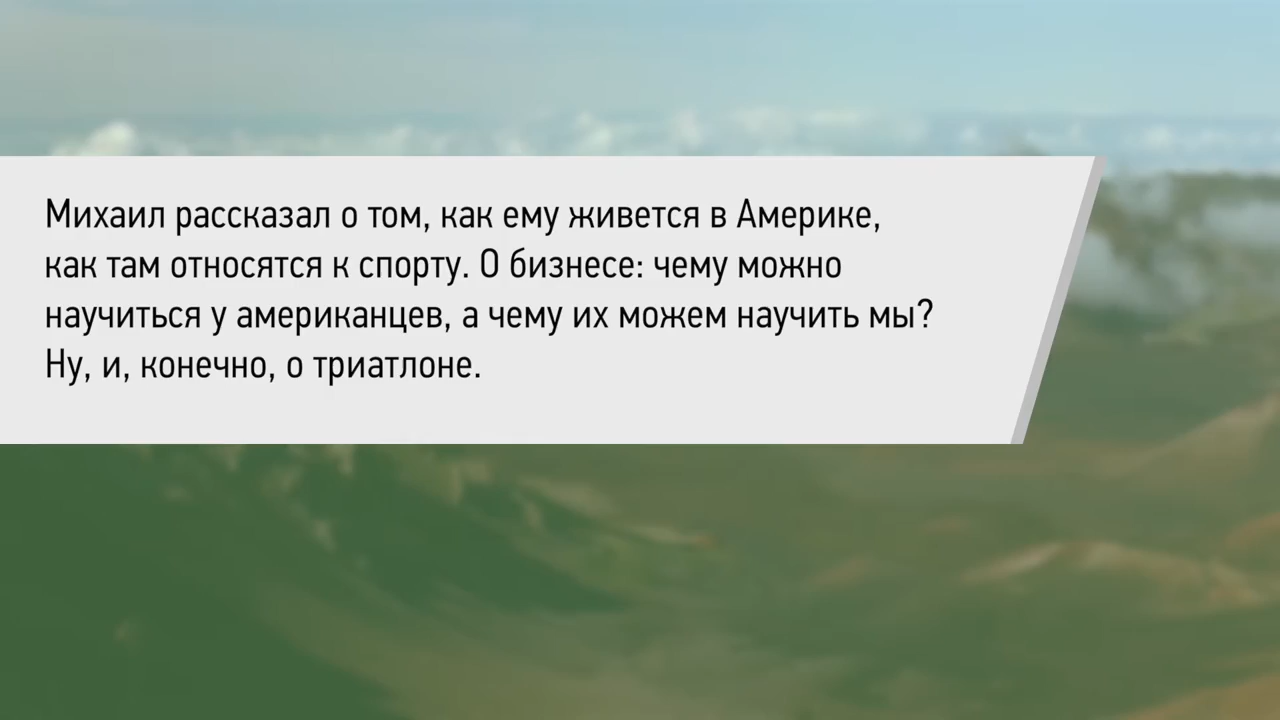 Михаил рассказал о том, как ему живется в Америке,
как там относятся к спорту. О бизнесе: чему можно
научиться у американцев, а чему их можем научить мы?
Ну, и, конечно, о триатлоне.